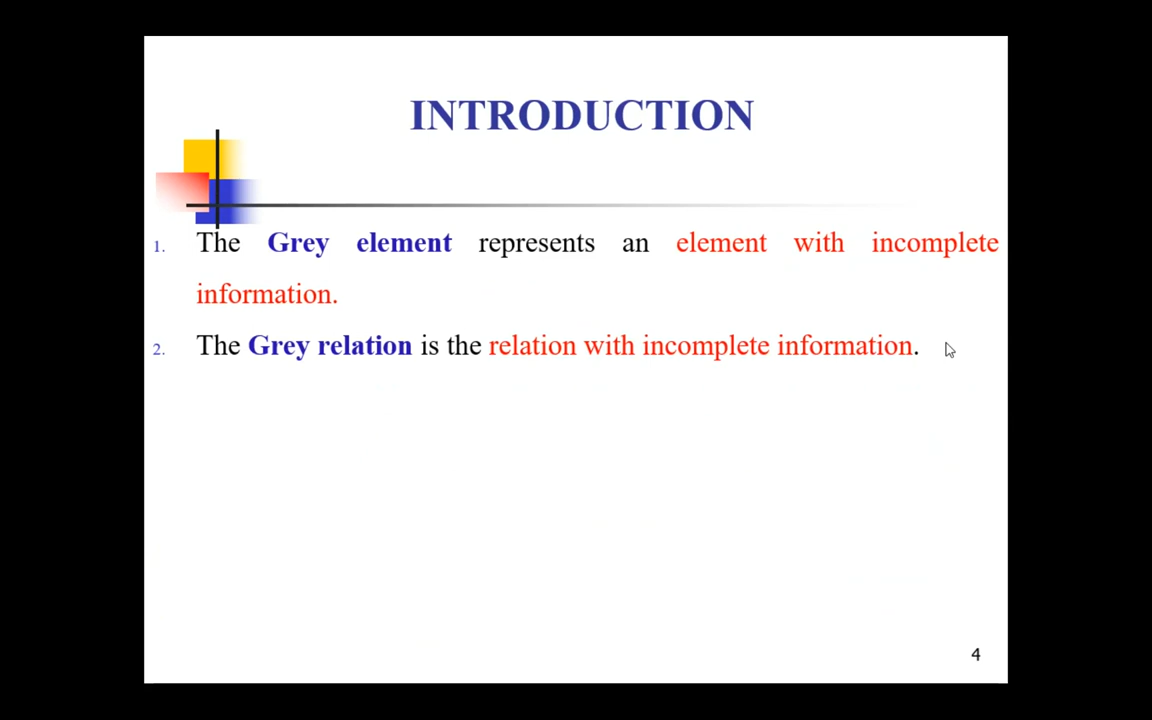 INTRODUCTION
1. The Grey element represents an element with incomplete
information.
2. The Grey relation is the relation with incomplete information.
4